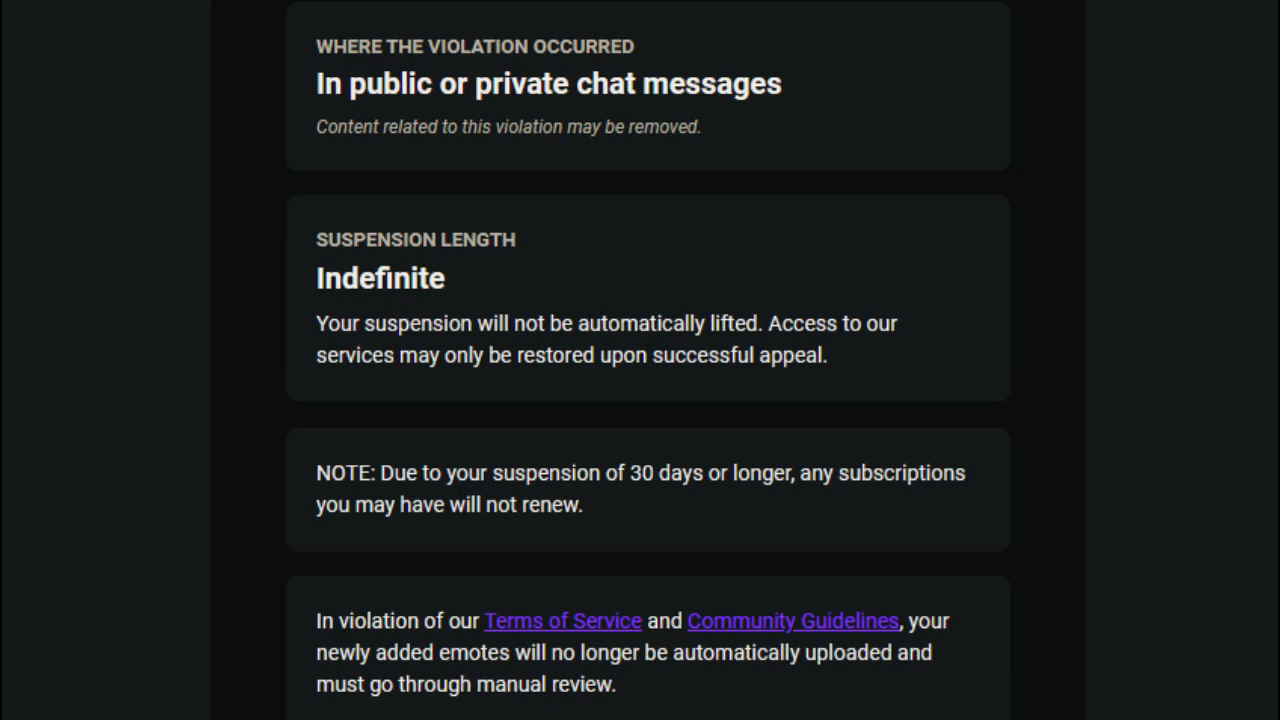 WHERE THE VIOLATION OCCURRED
In public or private chat messages
Content related to this violation may be removed.
SUSPENSION LENGTH
Indefinite
Your suspension will not be automatically lifted. Access to our
services may only be restored upon successful appeal.
NOTE: Due to your suspension of 30 days or longer, any subscriptions
you may have will not renew.
In violation of our Terms of Service and Community Guidelines, your
newly added emotes will no longer be automatically uploaded and
must go through manual review.